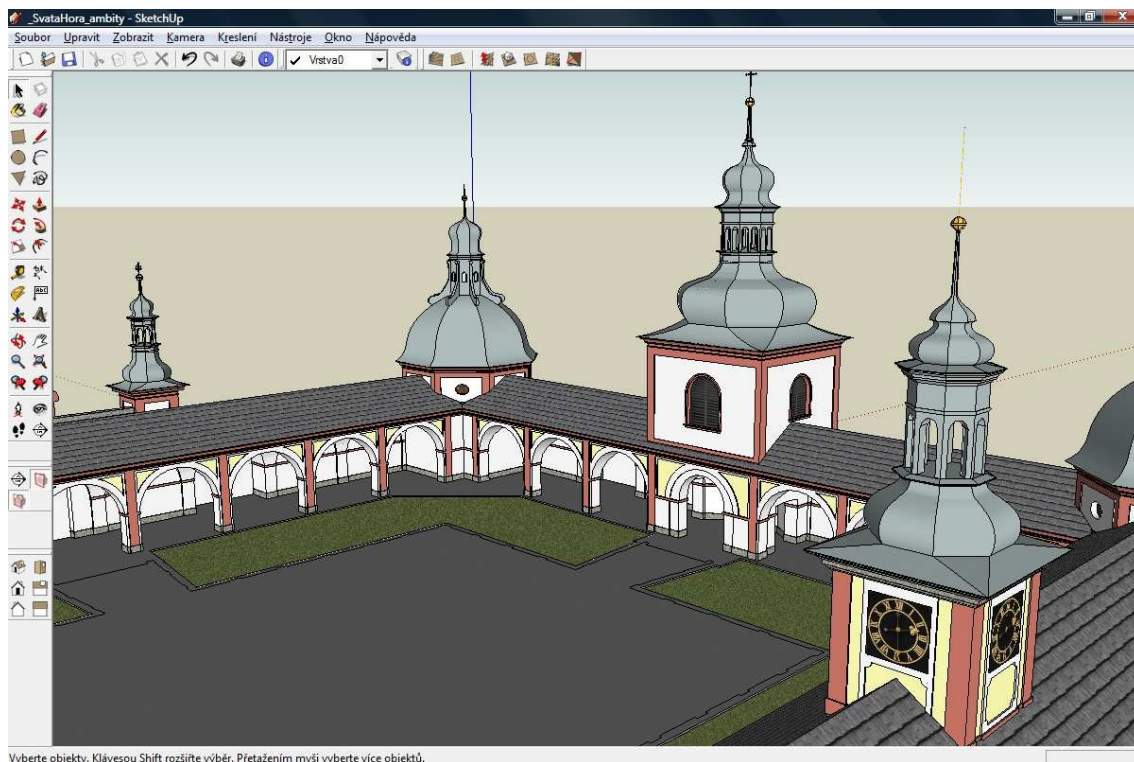 _SvataHora_ambity - SketchUp
Soubor Upravit Zobrazit Kamera Kreslení Nástroje Okno Nápověda
Vrstva0
Vyberte objekty. Klávesou Shift rozšiřte výběr. Přetažením myši vyberte více objektů.